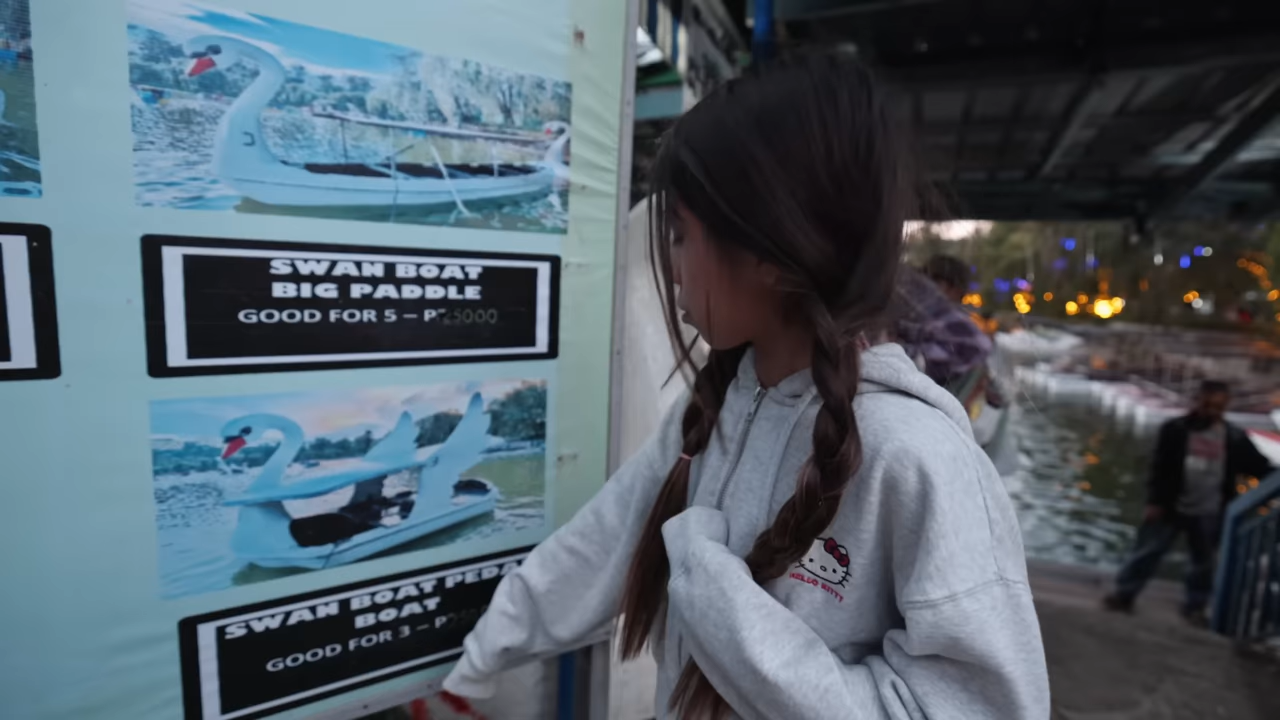 SWAN BOAT
BIG PADDLE
GOOD FOR 5 – P
SWAN BOAT PEDAL
BOAT
GOOD FOR 3 – P
HELLO KITTY